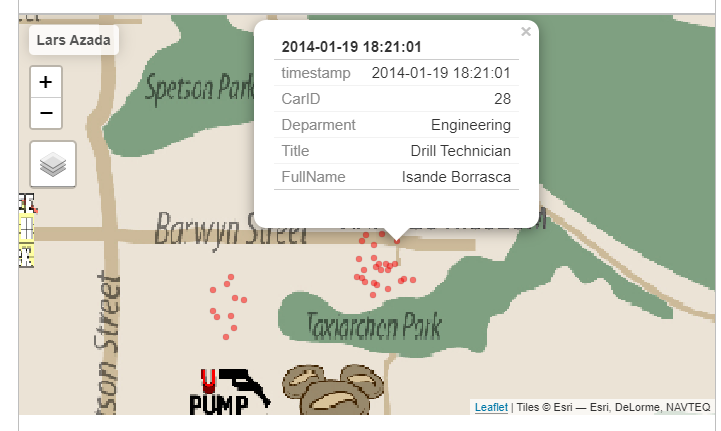 Lars Azada
×
2014-01-19 18:21:01
timestamp 2014-01-19 18:21:01
CarID 28
Deparment Engineering
Title Drill Technician
FullName Isande Borrasca
+
−
Spetson Park
Barwyn Street
Taxiarchen Park
son Street
U
PUMP
Leaflet | Tiles © Esri — Esri, DeLorme, NAVTEQ